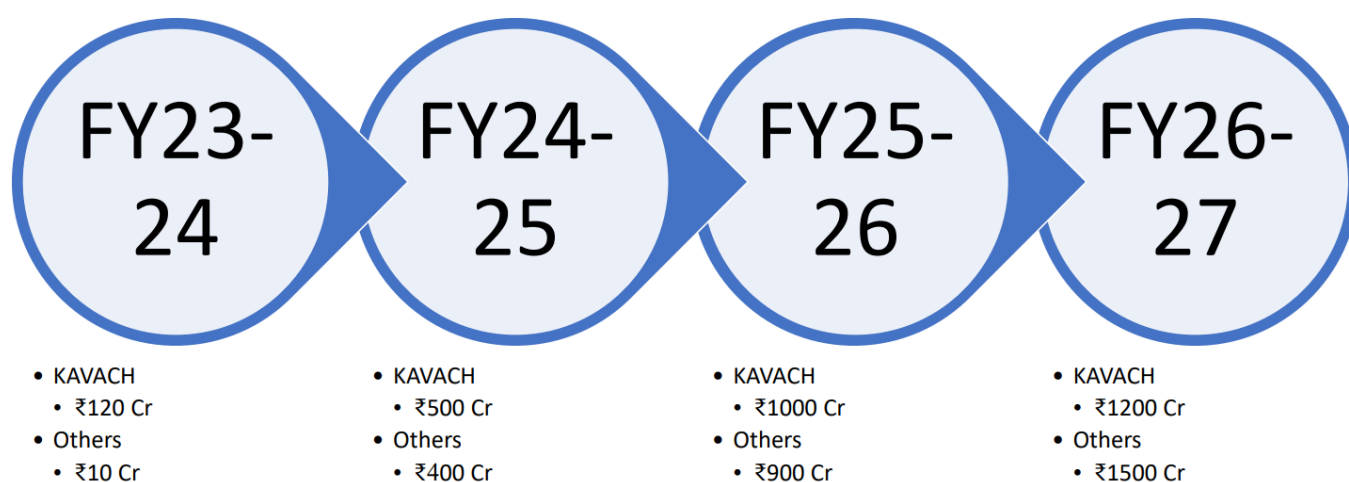 FY23-
24
FY24-
25
FY25-
26
FY26-
27
• KAVACH
• ₹120 Cr
• Others
• ₹10 Cr
• KAVACH
• ₹500 Cr
• Others
• ₹400 Cr
• KAVACH
• ₹1000 Cr
• Others
• ₹900 Cr
• KAVACH
• ₹1200 Cr
• Others
• ₹1500 Cr